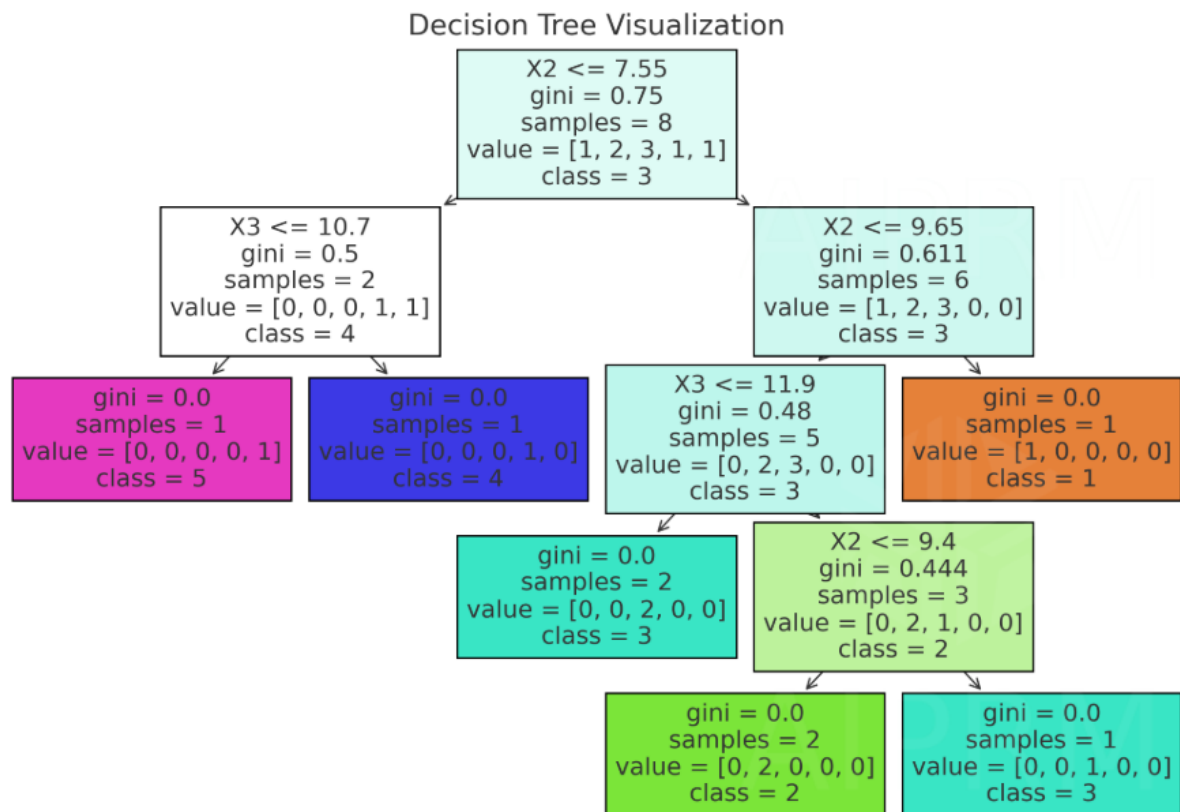 Decision Tree Visualization
X2 <= 7.55
gini = 0.75
samples = 8
value = [1, 2, 3, 1, 1]
class = 3
X3 <= 10.7
gini = 0.5
samples = 2
value = [0, 0, 0, 1, 1]
class = 4
X2 <= 9.65
gini = 0.611
samples = 6
value = [1, 2, 3, 0, 0]
class = 3
gini = 0.0
samples = 1
value = [0, 0, 0, 0, 1]
class = 5
gini = 0.0
samples = 1
value = [0, 0, 0, 1, 0]
class = 4
X3 <= 11.9
gini = 0.48
samples = 5
value = [0, 2, 3, 0, 0]
class = 3
gini = 0.0
samples = 1
value = [1, 0, 0, 0, 0]
class = 1
gini = 0.0
samples = 2
value = [0, 0, 2, 0, 0]
class = 3
X2 <= 9.4
gini = 0.444
samples = 3
value = [0, 2, 1, 0, 0]
class = 2
gini = 0.0
samples = 2
value = [0, 2, 0, 0, 0]
class = 2
gini = 0.0
samples = 1
value = [0, 0, 1, 0, 0]
class = 3